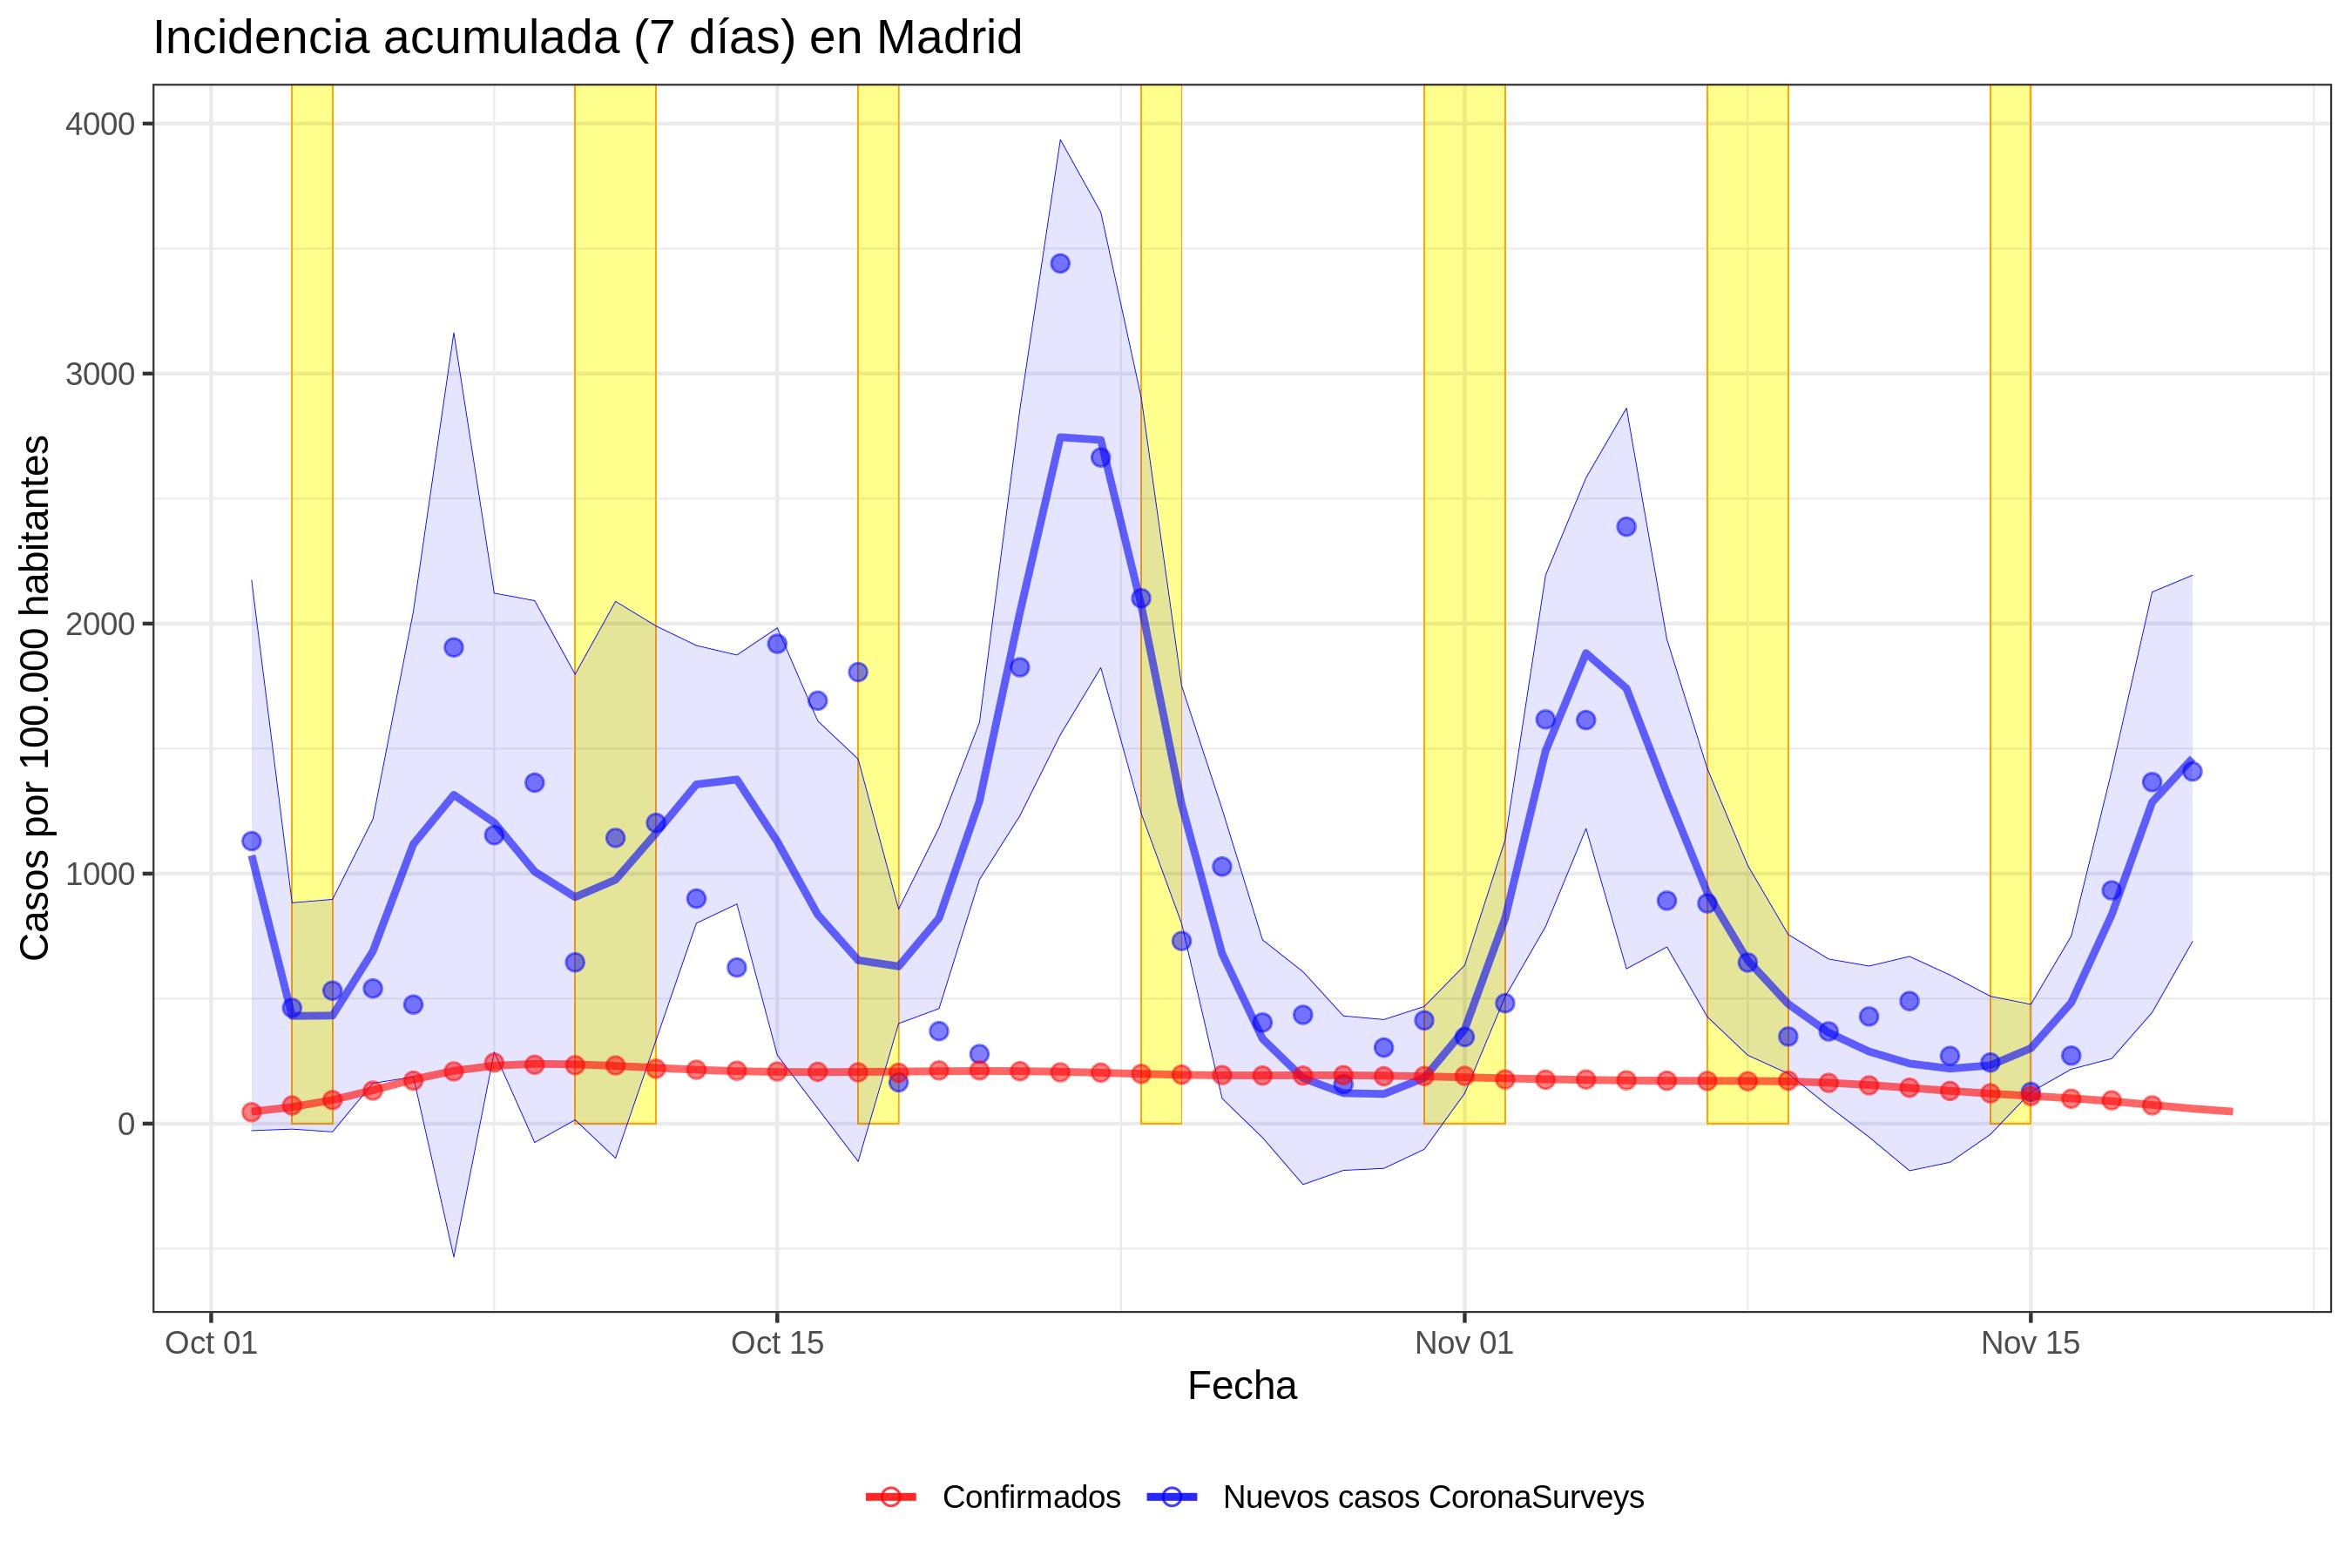 Incidencia acumulada (7 días) en Madrid
Casos por 100.000 habitantes
4000
3000
2000
1000
0
Oct 01
Oct 15
Nov 01
Nov 15
Fecha
Confirmados
Nuevos casos CoronaSurveys